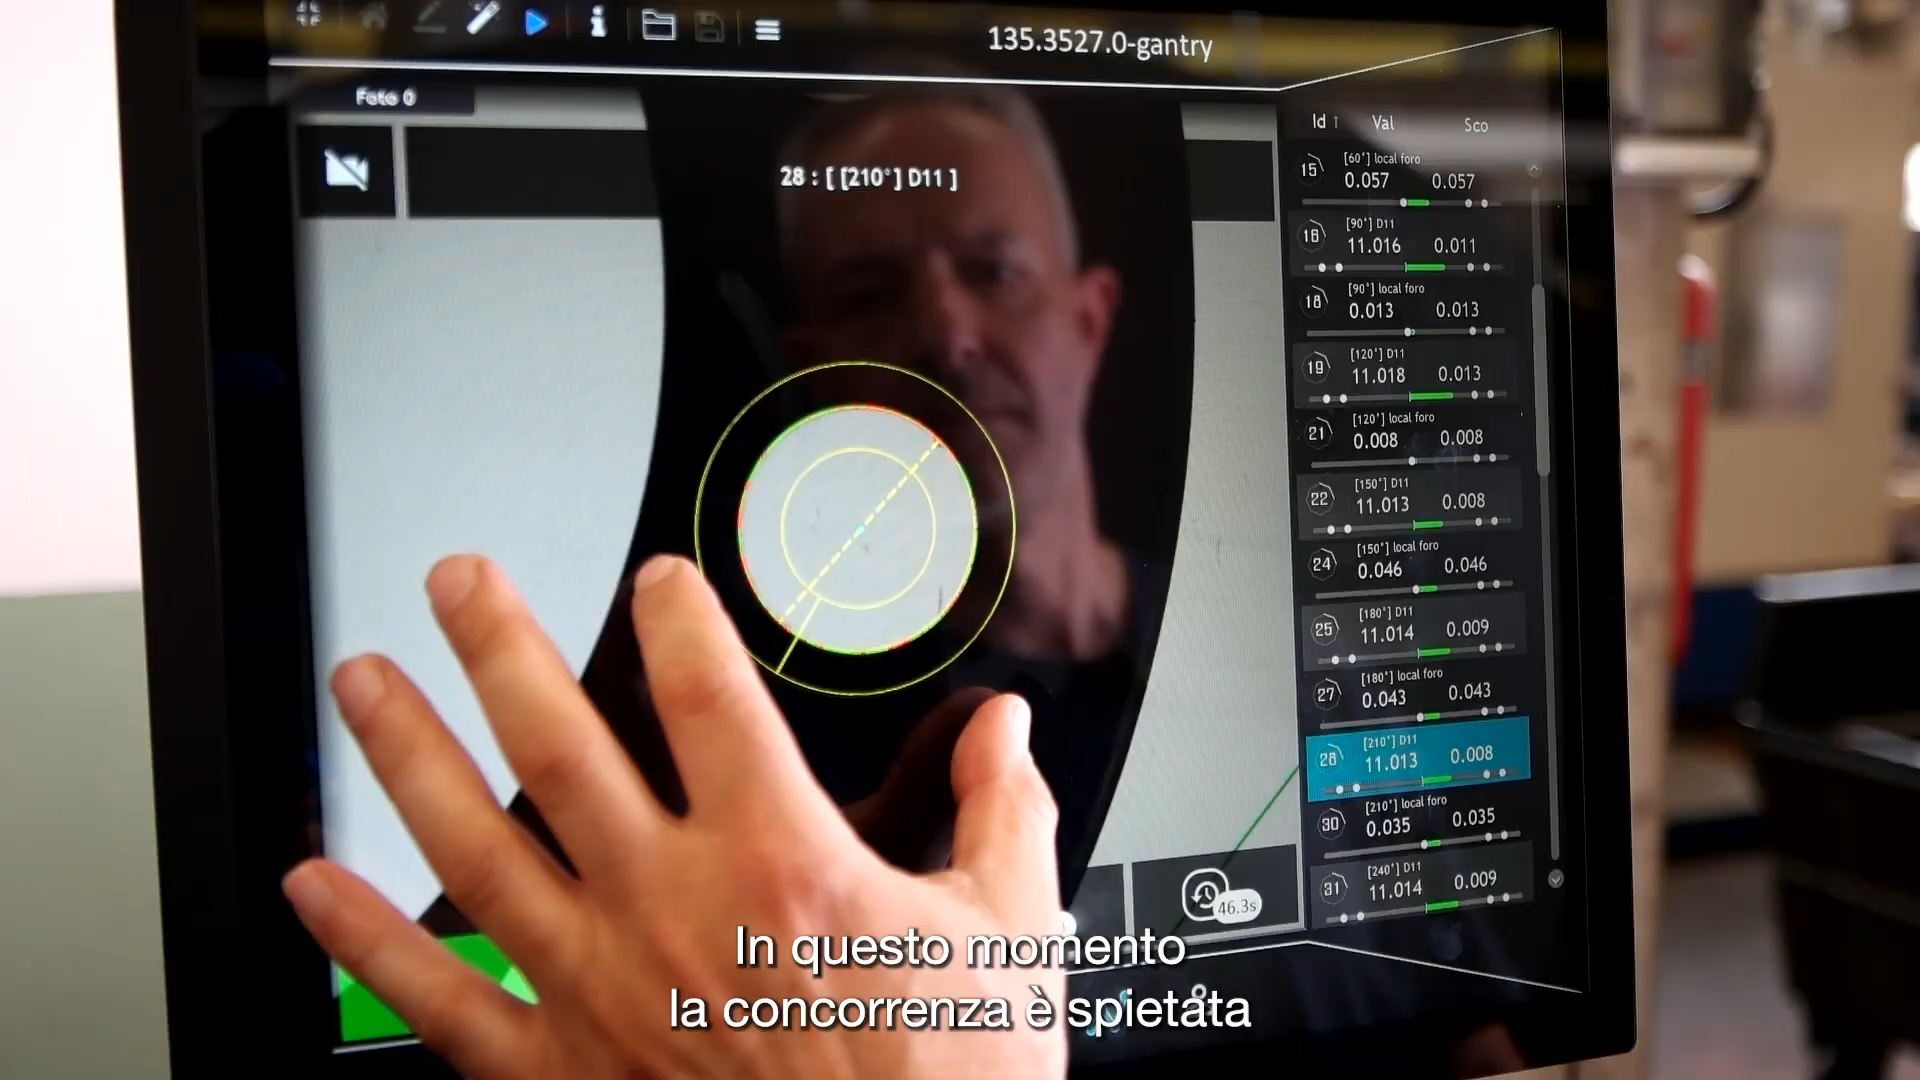 135.3527.0-gantry
Foto 0
28 : [ [210°] D11 ]
Id ↑ Val Sco
15 [60°] local foro
0.057 0.057
16 [90°] D11
11.016 0.011
18 [90°] local foro
0.013 0.013
19 [120°] D11
11.018 0.013
21 [120°] local foro
0.008 0.008
22 [150°] D11
11.013 0.008
24 [150°] local foro
0.046 0.046
25 [180°] D11
11.014 0.009
27 [180°] local foro
0.043 0.043
28 [210°] D11
11.013 0.008
30 [210°] local foro
0.035 0.035
31 [240°] D11
11.014 0.009
46.3s
In questo momento
la concorrenza è spietata